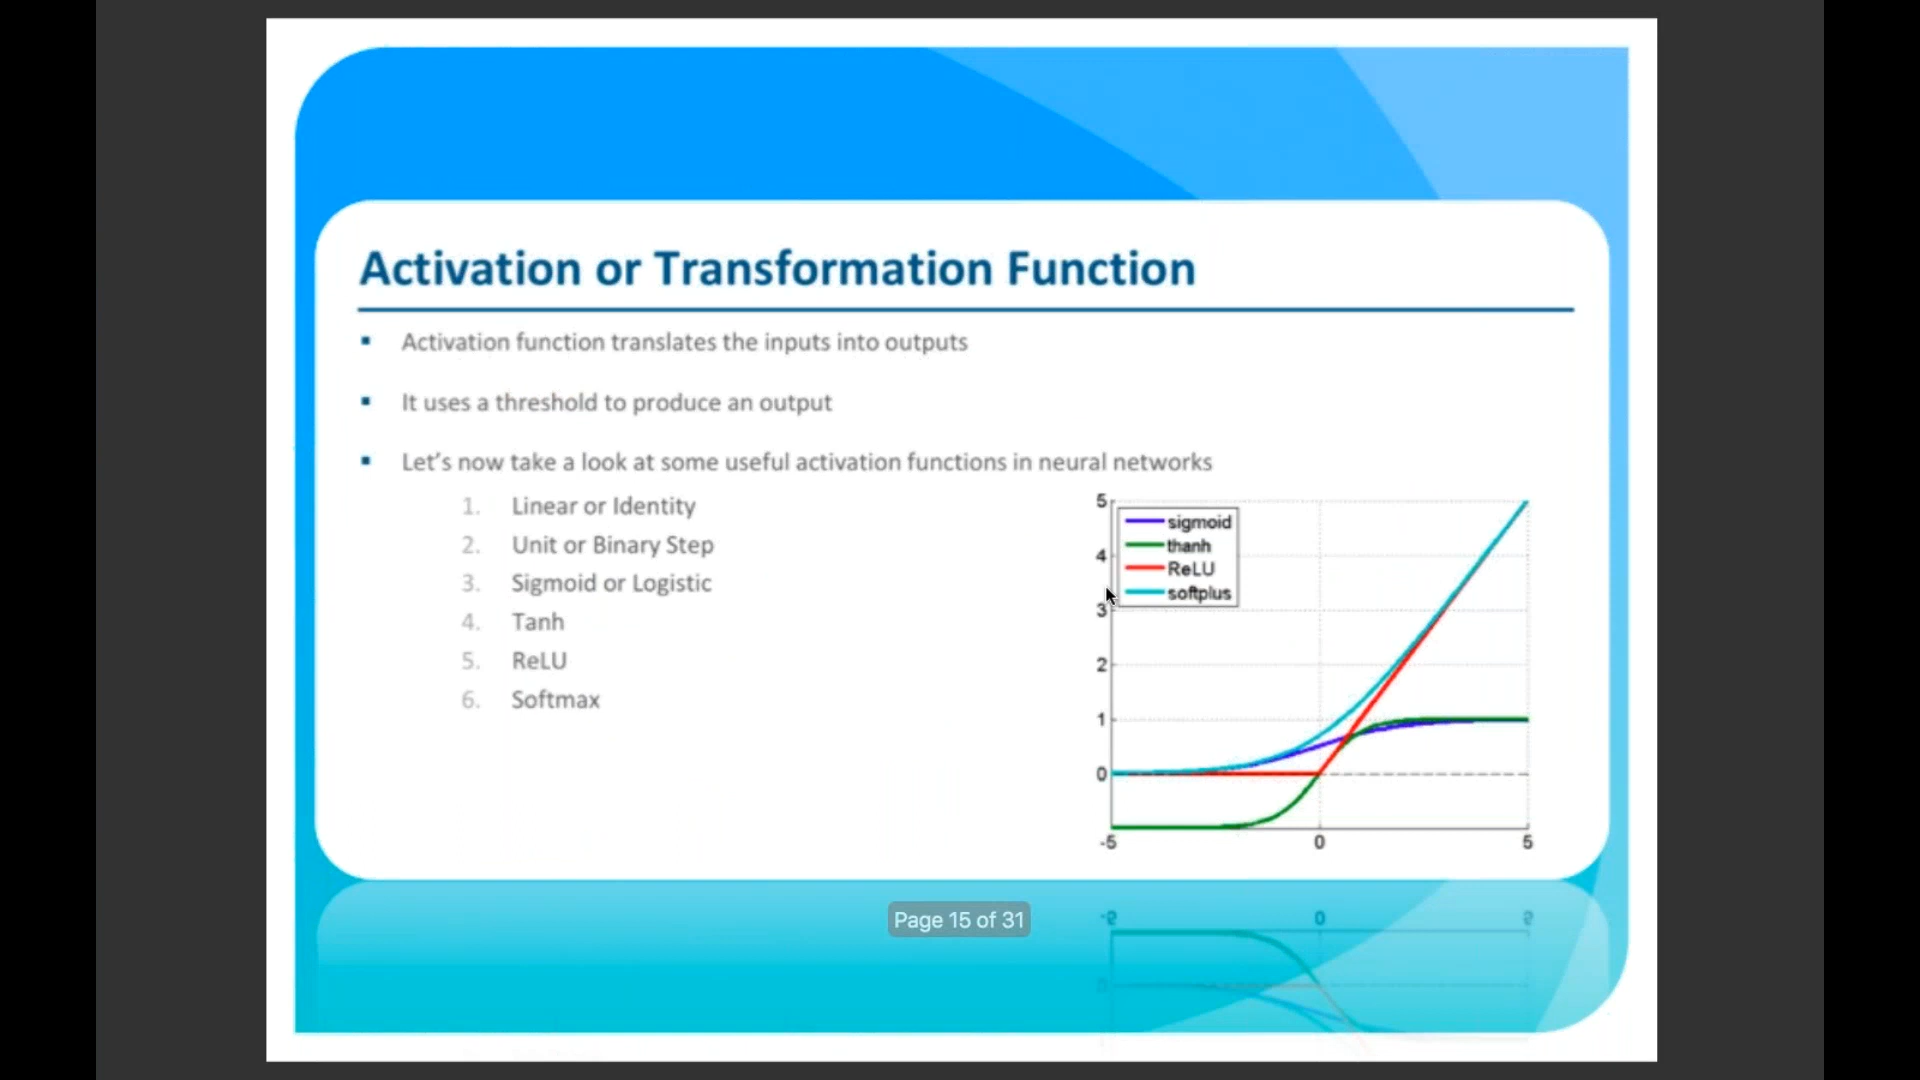 Activation or Transformation Function
▪ Activation function translates the inputs into outputs
▪ It uses a threshold to produce an output
▪ Let's now take a look at some useful activation functions in neural networks
1. Linear or Identity
2. Unit or Binary Step
3. Sigmoid or Logistic
4. Tanh
5. ReLU
6. Softmax
5
sigmoid
thanh
4
ReLU
softplus
3
2
1
0
-5 0 5
Page 15 of 31